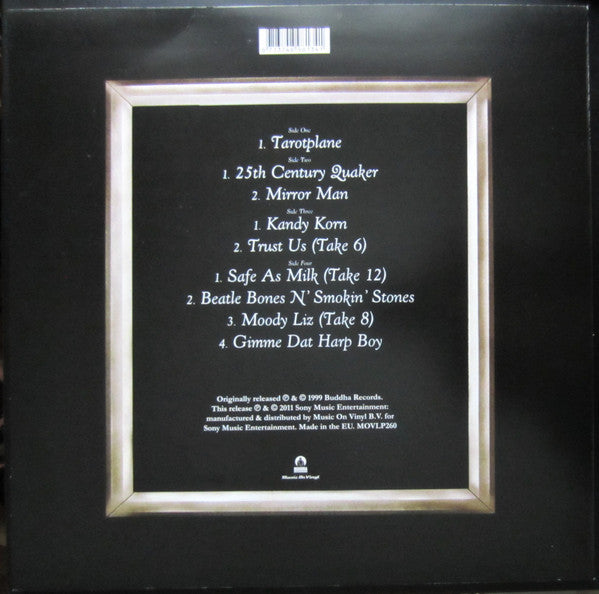 Side One
1. Tarotplane
Side Two
1. 25th Century Quaker
2. Mirror Man
Side Three
1. Kandy Korn
2. Trust Us (Take 6)
Side Four
1. Safe As Milk (Take 12)
2. Beatle Bones N' Smokin' Stones
3. Moody Liz (Take 8)
4. Gimme Dat Harp Boy
Originally released ℗ & © 1999 Buddha Records.
This release ℗ & © 2011 Sony Music Entertainment:
manufactured & distributed by Music On Vinyl B.V. for
Sony Music Entertainment. Made in the EU. MOVLP260
Music On Vinyl